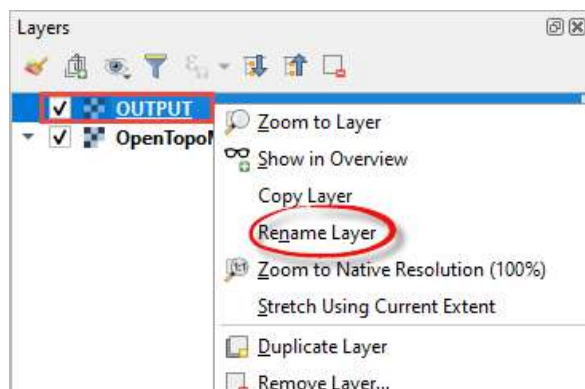 Layers
OUTPUT
Zoom to Layer
Show in Overview
Copy Layer
Rename Layer
Zoom to Native Resolution (100%)
Stretch Using Current Extent
Duplicate Layer
Remove Layer...